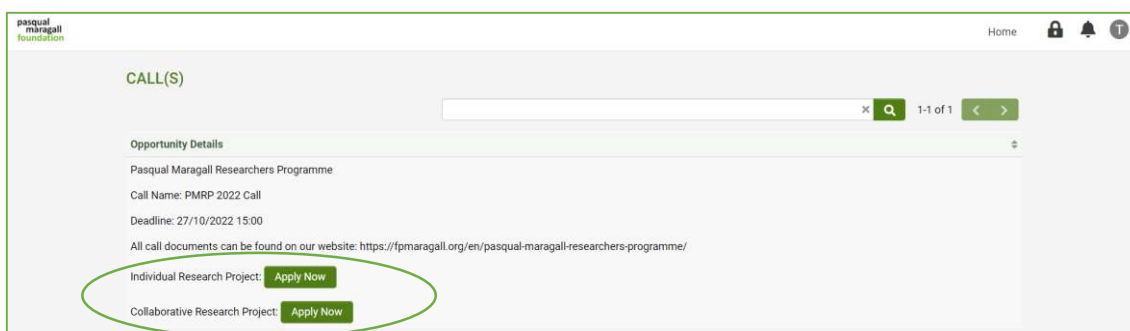 pasqual
maragall
foundation
Home
T
CALL(S)
1-1 of 1
Opportunity Details
Pasqual Maragall Researchers Programme
Call Name: PMRP 2022 Call
Deadline: 27/10/2022 15:00
All call documents can be found on our website: https://fpmaragall.org/en/pasqual-maragall-researchers-programme/
Individual Research Project: Apply Now
Collaborative Research Project: Apply Now